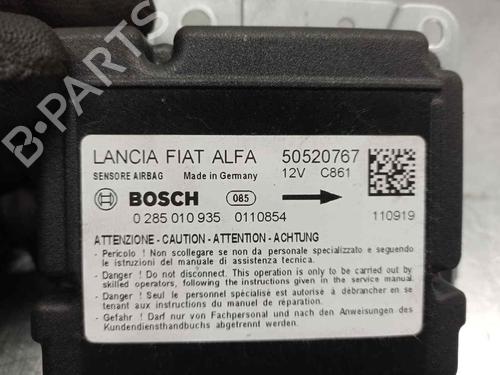 B-PARTS
LANCIA FIAT ALFA 50520767
SENSORE AIRBAG Made in Germany 12V C861
BOSCH 085
0 285 010 935 0110854 110919
ATTENZIONE - CAUTION - ATTENTION - ACHTUNG
- Pericolo ! Non scollegare se non da personale specializzato e seguendo
le istruzioni del manuale di assistenza tecnica.
- Danger ! Do not disconnect. This operation is only to be carried out by
skilled operators, following the instructions given in the service manual.
- Danger ! Seul le personnel spécialisé est autorisé à débrancher en se
tenant aux instructions du manuel de réparation.
- Gefahr ! Darf nur von Fachpersonal und nach den Anweisungen des
Kundendiensthandbuchs abgetrennt werden.